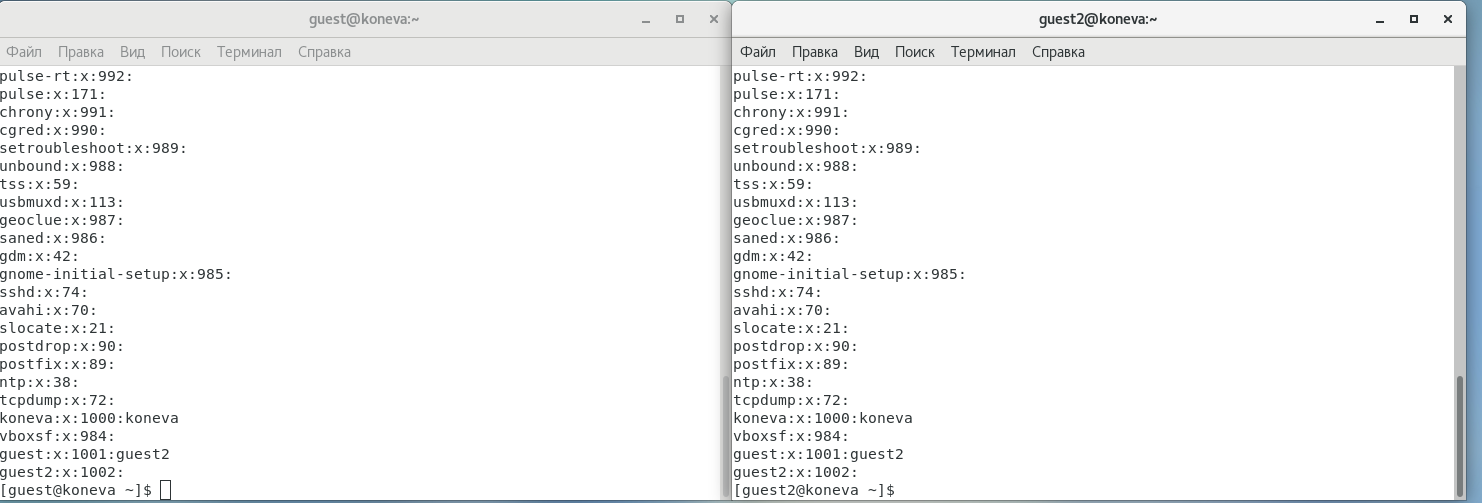 guest@koneva:~
Файл Правка Вид Поиск Терминал Справка
pulse-rt:x:992:
pulse:x:171:
chrony:x:991:
cgred:x:990:
setroubleshoot:x:989:
unbound:x:988:
tss:x:59:
usbmuxd:x:113:
geoclue:x:987:
saned:x:986:
gdm:x:42:
gnome-initial-setup:x:985:
sshd:x:74:
avahi:x:70:
slocate:x:21:
postdrop:x:90:
postfix:x:89:
ntp:x:38:
tcpdump:x:72:
koneva:x:1000:koneva
vboxsf:x:984:
guest:x:1001:guest2
guest2:x:1002:
[guest@koneva ~]$
guest2@koneva:~
Файл Правка Вид Поиск Терминал Справка
pulse-rt:x:992:
pulse:x:171:
chrony:x:991:
cgred:x:990:
setroubleshoot:x:989:
unbound:x:988:
tss:x:59:
usbmuxd:x:113:
geoclue:x:987:
saned:x:986:
gdm:x:42:
gnome-initial-setup:x:985:
sshd:x:74:
avahi:x:70:
slocate:x:21:
postdrop:x:90:
postfix:x:89:
ntp:x:38:
tcpdump:x:72:
koneva:x:1000:koneva
vboxsf:x:984:
guest:x:1001:guest2
guest2:x:1002:
[guest2@koneva ~]$